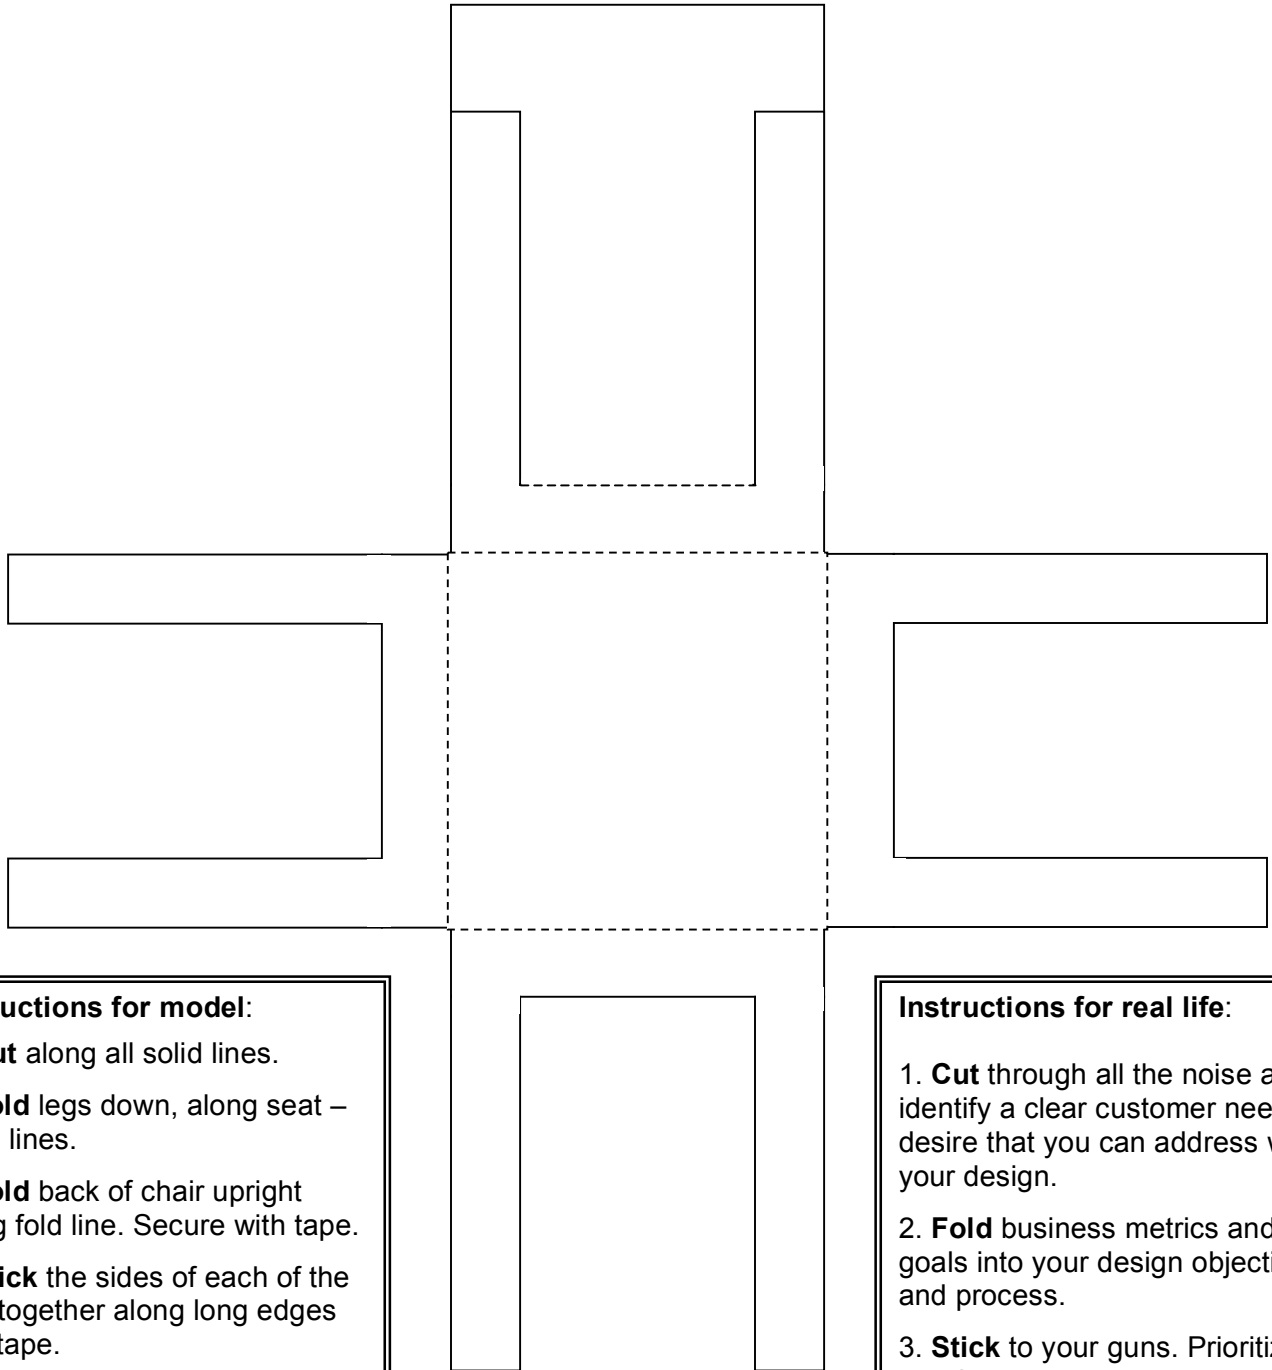 uctions for model:
ut along all solid lines.
old legs down, along seat –
lines.
old back of chair upright
g fold line. Secure with tape.
ick the sides of each of the
together along long edges
tape.
Instructions for real life:
1. Cut through all the noise a
identify a clear customer nee
desire that you can address w
your design.
2. Fold business metrics and
goals into your design objecti
and process.
3. Stick to your guns. Prioritiz